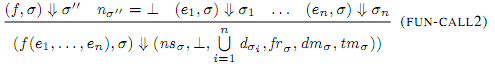 (f, σ) ⇓ σ'' n_{σ''} = ⊥ (e_1, σ) ⇓ σ_1 ... (e_n, σ) ⇓ σ_n
(f(e_1, ..., e_n), σ) ⇓ (ns_σ, ⊥, ⋃_{i=1}^{n} d_{σ_i}, fr_σ, dm_σ, tm_σ)) (FUN-CALL2)